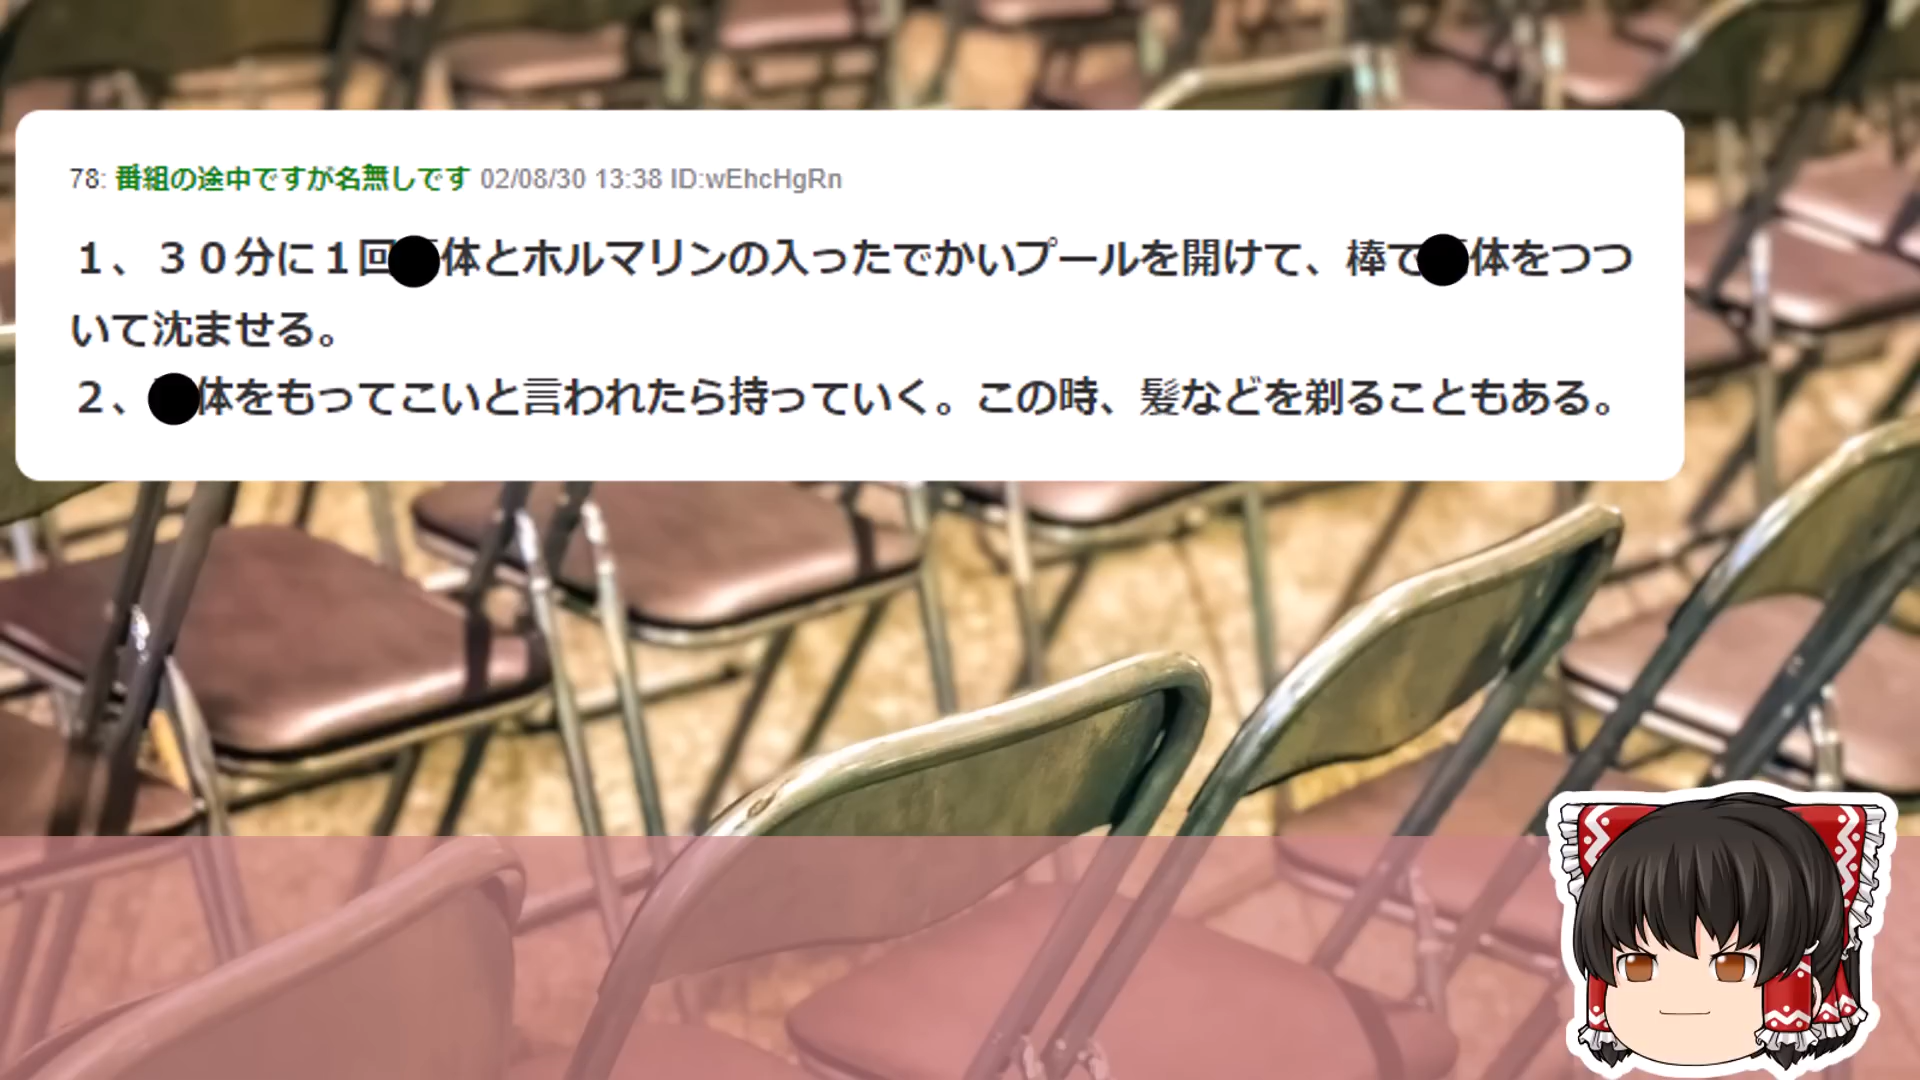 78: 番組の途中ですが名無しです 02/08/30 13:38 ID:wEhcHgRn
１、３０分に１回●体とホルマリンの入ったでかいプールを開けて、棒で●体をつつ
いて沈ませる。
２、●体をもってこいと言われたら持っていく。この時、髪などを剃ることもある。